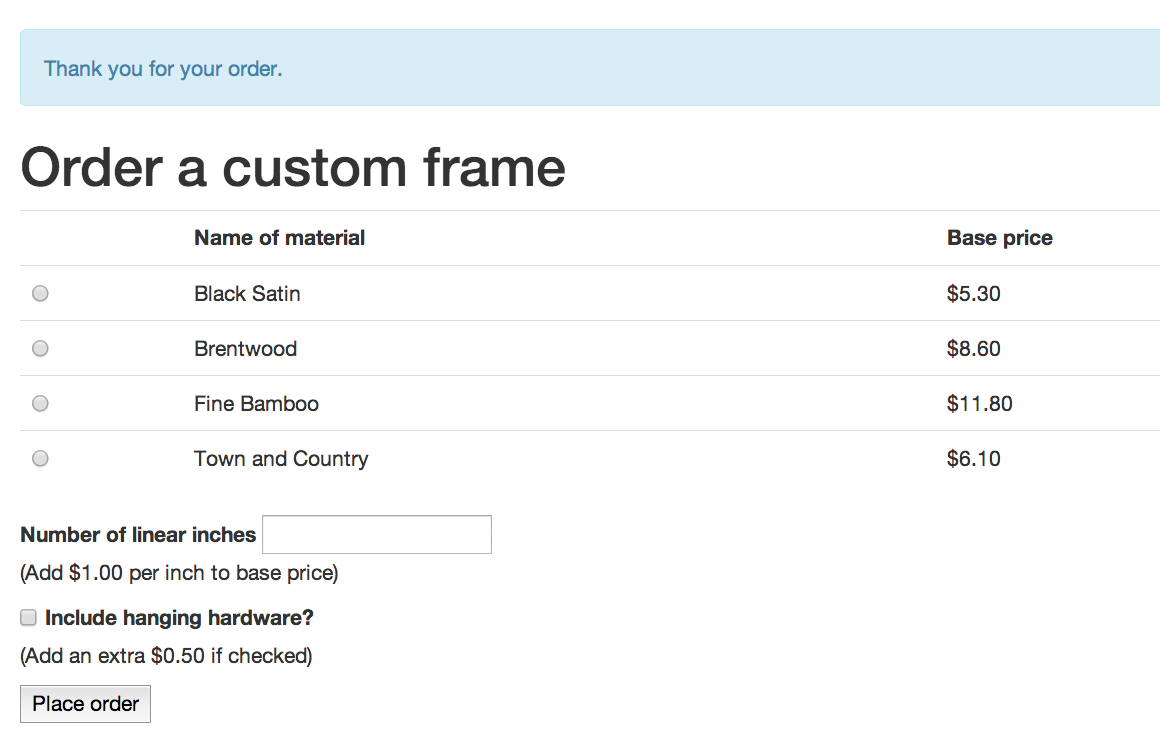 Thank you for your order.
Order a custom frame
Name of material Base price
Black Satin $5.30
Brentwood $8.60
Fine Bamboo $11.80
Town and Country $6.10
Number of linear inches
(Add $1.00 per inch to base price)
Include hanging hardware?
(Add an extra $0.50 if checked)
Place order